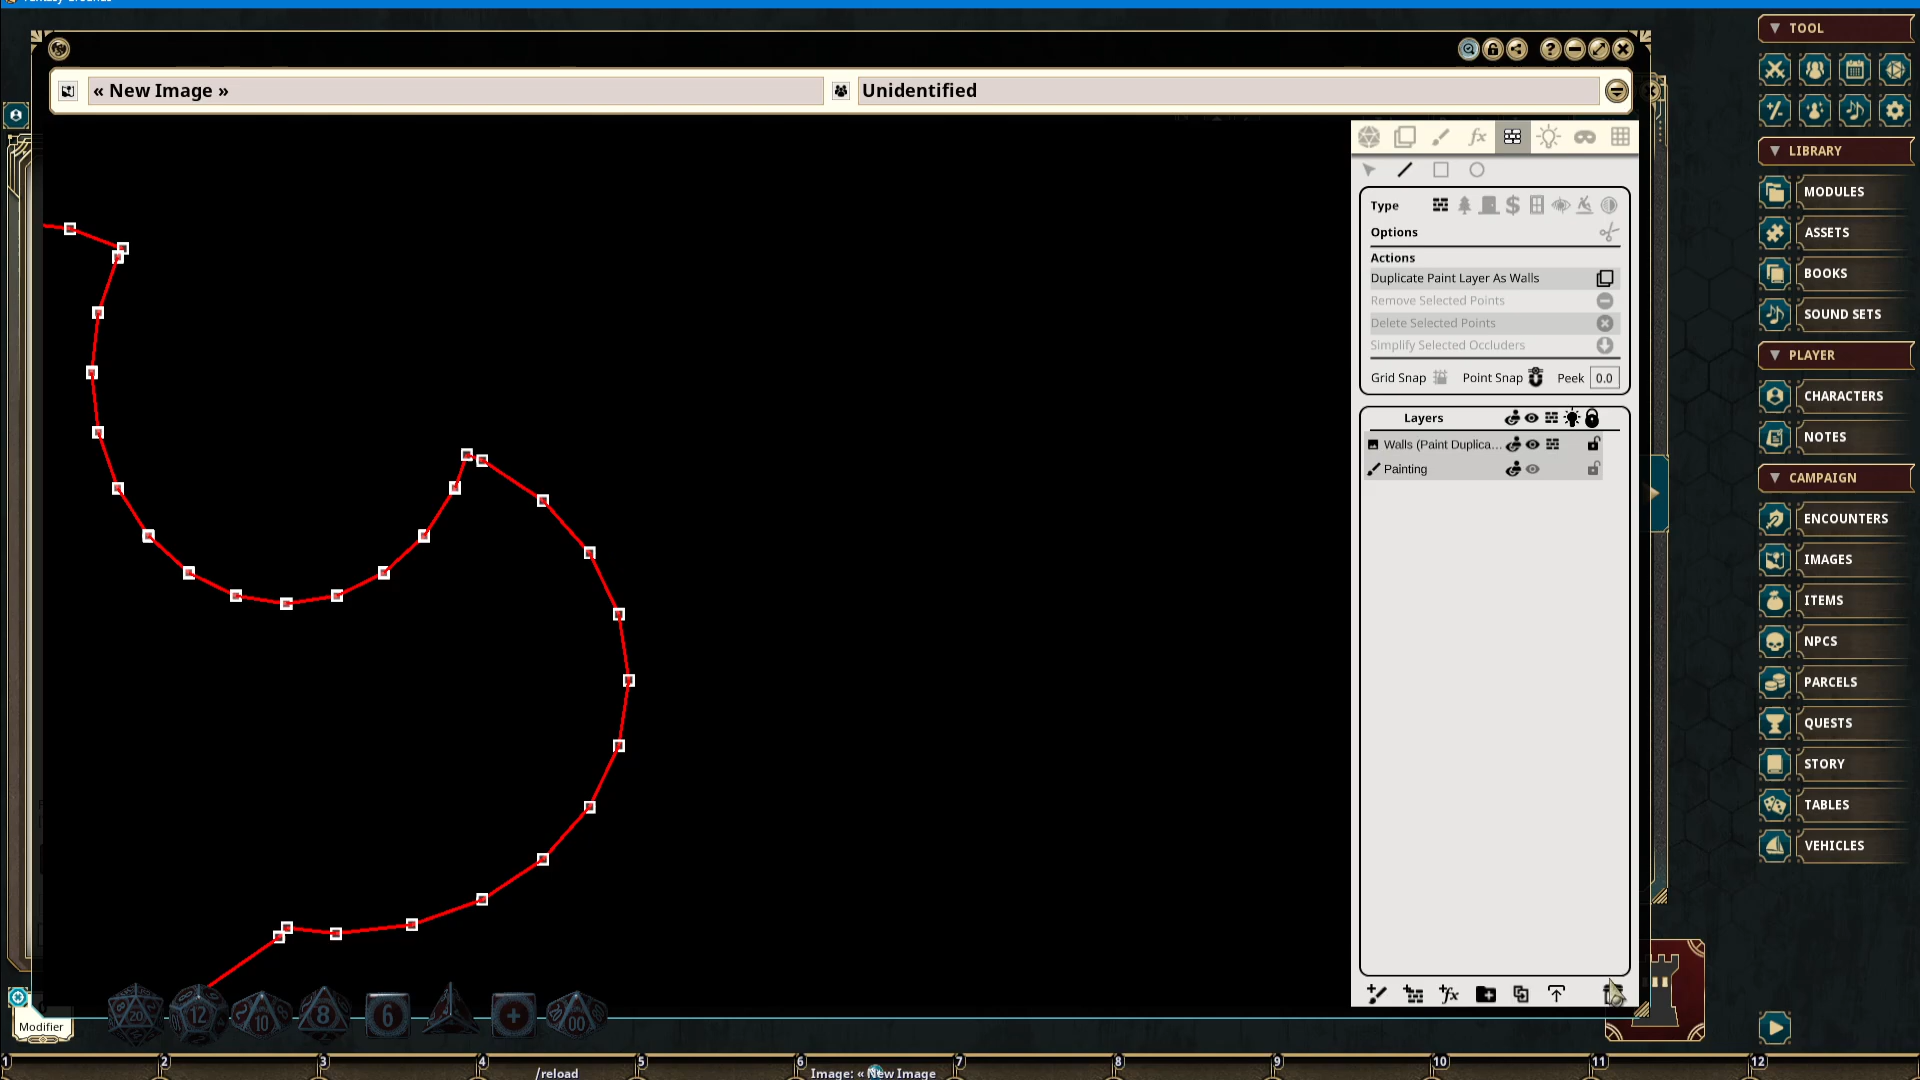 TOOL
« New Image »
Unidentified
LIBRARY
MODULES
ASSETS
BOOKS
SOUND SETS
PLAYER
CHARACTERS
NOTES
CAMPAIGN
ENCOUNTERS
IMAGES
ITEMS
NPCS
PARCELS
QUESTS
STORY
TABLES
VEHICLES
fx
Type
Options
Actions
Duplicate Paint Layer As Walls
Remove Selected Points
Delete Selected Points
Simplify Selected Occluders
Grid Snap Point Snap Peek 0.0
Layers
Walls (Paint Duplica...
Painting
fx
20 12 10 8 6 00
Modifier
1 2 3 4 5 6 7 8 9 10 11 12
/reload
Image: « New Image